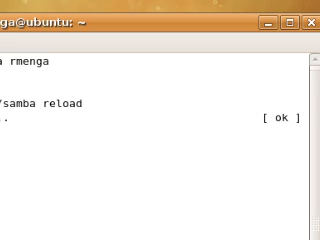 ga@ubuntu: ~
a rmenga
/samba reload
.. [ ok ]